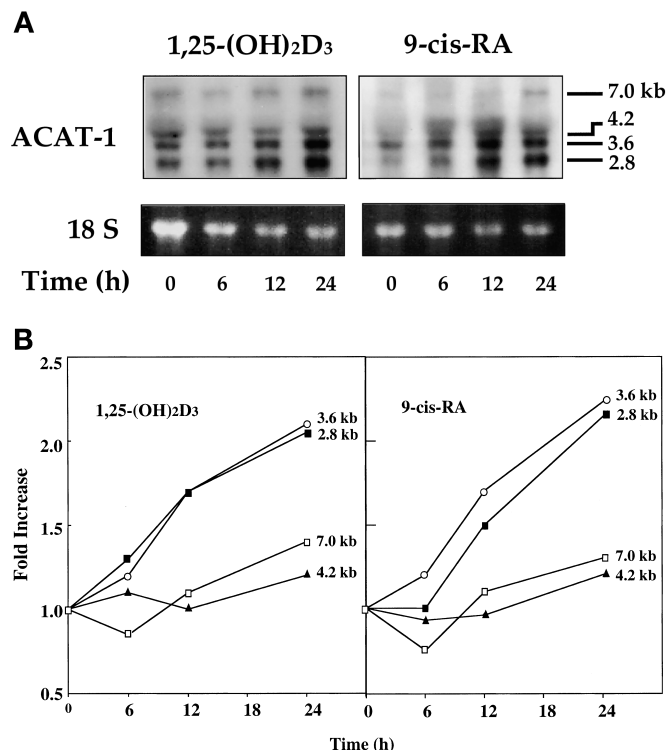 A
1,25-(OH)2D3 9-cis-RA
ACAT-1
7.0 kb
4.2
3.6
2.8
18 S
Time (h) 0 6 12 24 0 6 12 24
B
Fold Increase
2.5
2.0
1.5
1.0
0.5
1,25-(OH)2D3
3.6 kb
2.8 kb
7.0 kb
4.2 kb
9-cis-RA
3.6 kb
2.8 kb
7.0 kb
4.2 kb
0 6 12 18 24 0 6 12 18 24
Time (h)